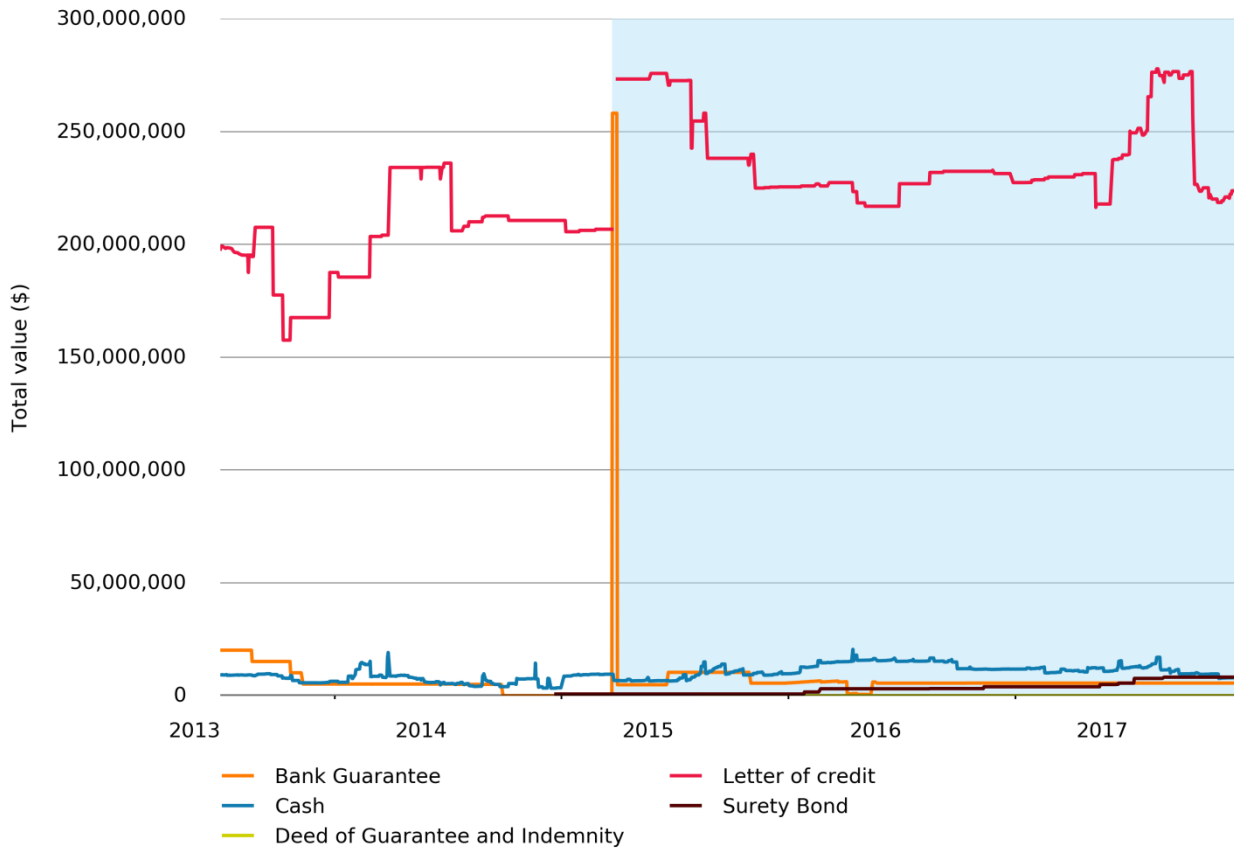 300,000,000
250,000,000
200,000,000
150,000,000
100,000,000
50,000,000
0
Total value ($)
2013 2014 2015 2016 2017
Bank Guarantee Letter of credit
Cash Surety Bond
Deed of Guarantee and Indemnity